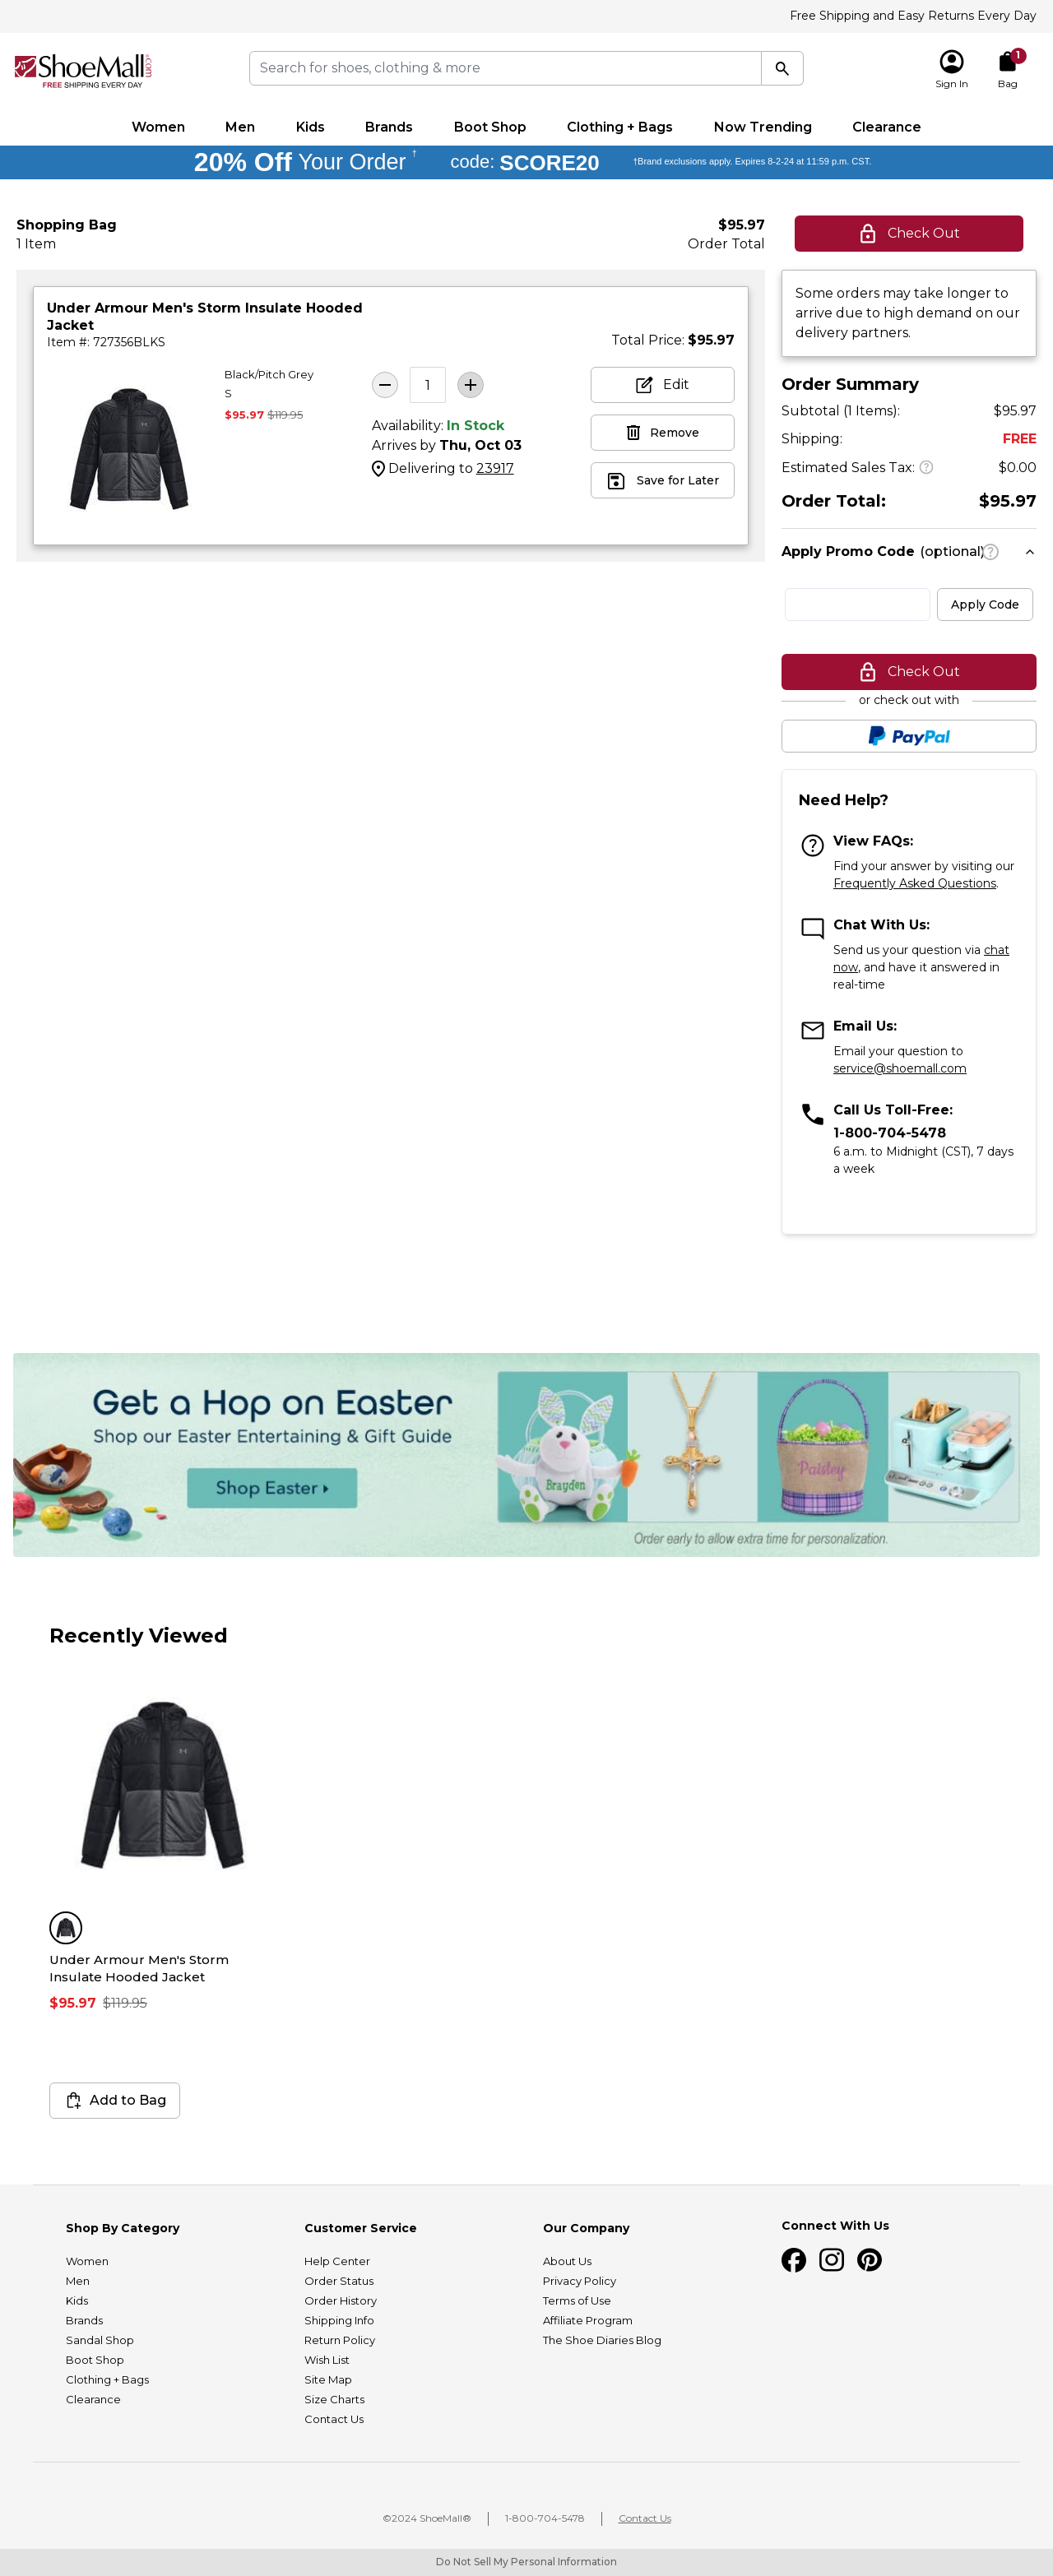 Free Shipping and Easy Returns Every Day
ShoeMall.com
FREE SHIPPING EVERY DAY
Search for shoes, clothing & more
Sign In
1
Bag
Women Men Kids Brands Boot Shop Clothing + Bags Now Trending Clearance
20% Off Your Order † code: SCORE20 †Brand exclusions apply. Expires 8-2-24 at 11:59 p.m. CST.
Shopping Bag
1 Item
$95.97
Order Total
Check Out
Under Armour Men's Storm Insulate Hooded
Jacket
Item #: 727356BLKS
Total Price: $95.97
Black/Pitch Grey
S
$95.97 $119.95
1
Availability: In Stock
Arrives by Thu, Oct 03
Delivering to 23917
Edit
Remove
Save for Later
Some orders may take longer to
arrive due to high demand on our
delivery partners.
Order Summary
Subtotal (1 Items): $95.97
Shipping: FREE
Estimated Sales Tax: ? $0.00
Order Total: $95.97
Apply Promo Code (optional) ?
Apply Code
Check Out
or check out with
PayPal
Need Help?
View FAQs:
Find your answer by visiting our
Frequently Asked Questions.
Chat With Us:
Send us your question via chat
now, and have it answered in
real-time
Email Us:
Email your question to
service@shoemall.com
Call Us Toll-Free:
1-800-704-5478
6 a.m. to Midnight (CST), 7 days
a week
Get a Hop on Easter
Shop our Easter Entertaining & Gift Guide
Shop Easter
Brayden
Paisley
Order early to allow extra time for personalization.
Recently Viewed
Under Armour Men's Storm
Insulate Hooded Jacket
$95.97 $119.95
Add to Bag
Shop By Category
Women
Men
Kids
Brands
Sandal Shop
Boot Shop
Clothing + Bags
Clearance
Customer Service
Help Center
Order Status
Order History
Shipping Info
Return Policy
Wish List
Site Map
Size Charts
Contact Us
Our Company
About Us
Privacy Policy
Terms of Use
Affiliate Program
The Shoe Diaries Blog
Connect With Us
©2024 ShoeMall® 1-800-704-5478 Contact Us
Do Not Sell My Personal Information